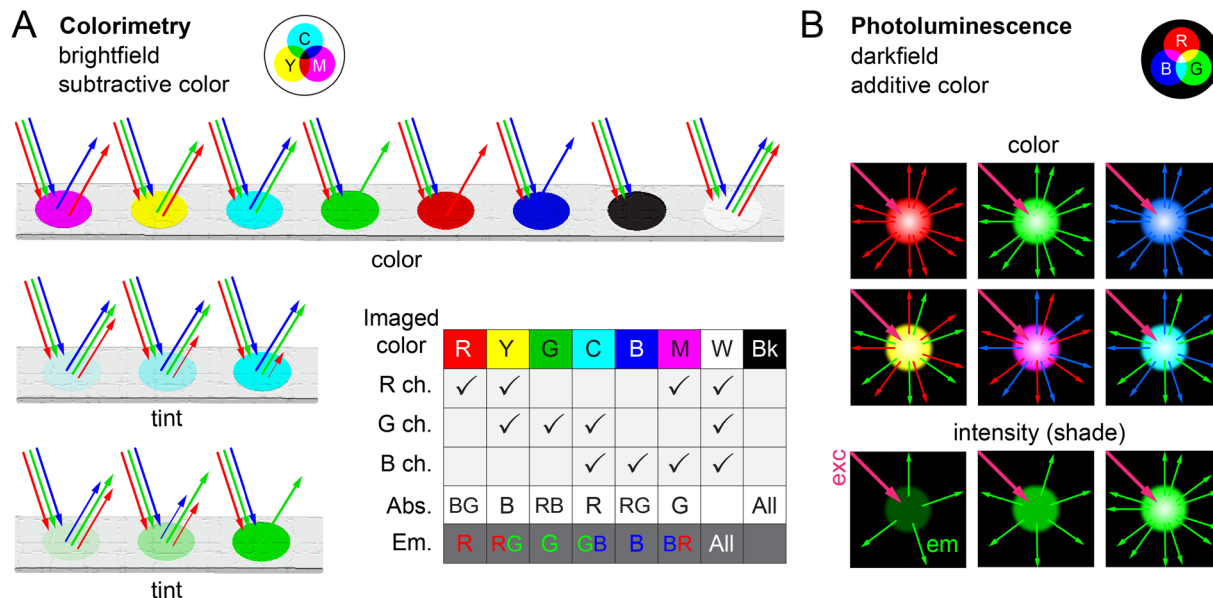 A Colorimetry
brightfield
subtractive color
C
Y M
color
tint
tint
Imaged
color R Y G C B M W Bk
R ch. ✓ ✓ ✓ ✓
G ch. ✓ ✓ ✓ ✓
B ch. ✓ ✓ ✓ ✓
Abs. BG B RB R RG G All
Em. R RG G GB B BR All
B Photoluminescence
darkfield
additive color
R
B G
color
intensity (shade)
exc
em